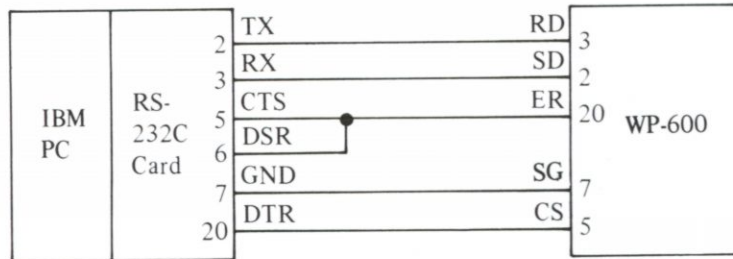 TX RD
2 3
RX SD
3 2
CTS ER
5 20
DSR
6
GND SG
7 7
DTR CS
20 5
IBM
PC
RS-
232C
Card
WP-600